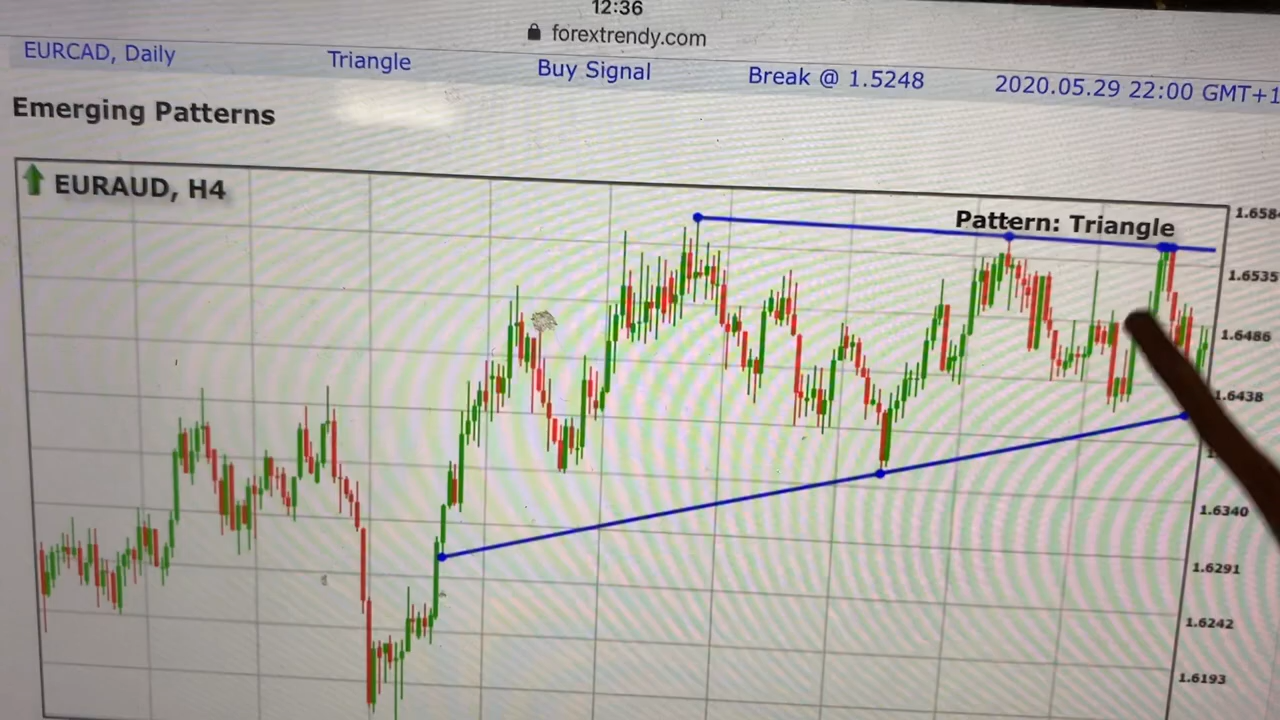 12:36
forextrendy.com
EURCAD, Daily Triangle Buy Signal Break @ 1.5248 2020.05.29 22:00 GMT+1
Emerging Patterns
EURAUD, H4
Pattern: Triangle
1.6584
1.6535
1.6486
1.6438
1.6340
1.6291
1.6242
1.6193